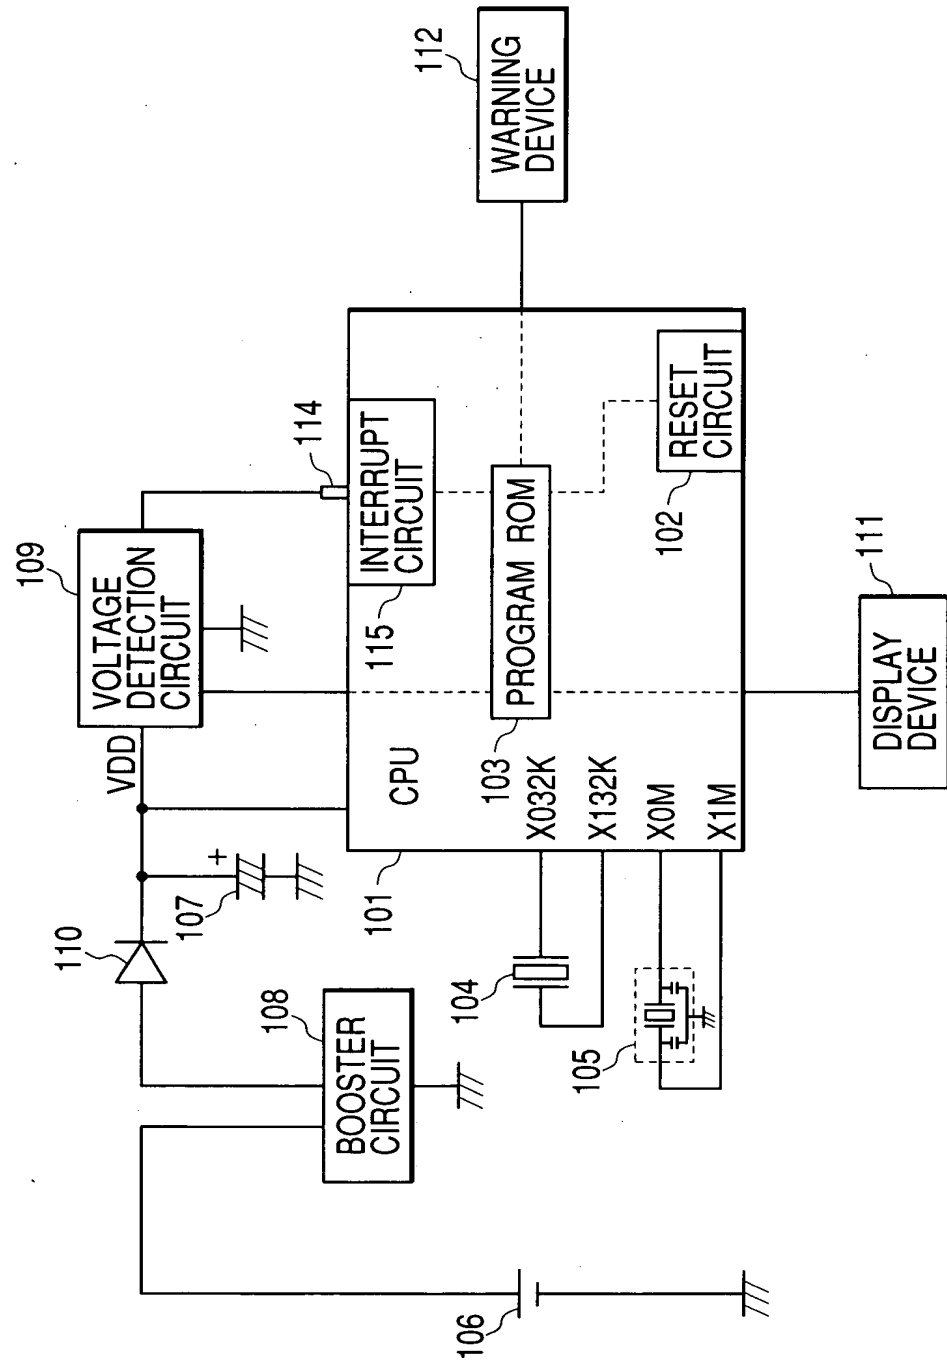 106
108
BOOSTER
CIRCUIT
110
107
+
VDD
109
VOLTAGE
DETECTION
CIRCUIT
114
101
CPU
115
INTERRUPT
CIRCUIT
103
PROGRAM ROM
102
RESET
CIRCUIT
104
105
X032K
X132K
X0M
X1M
112
WARNING
DEVICE
111
DISPLAY
DEVICE